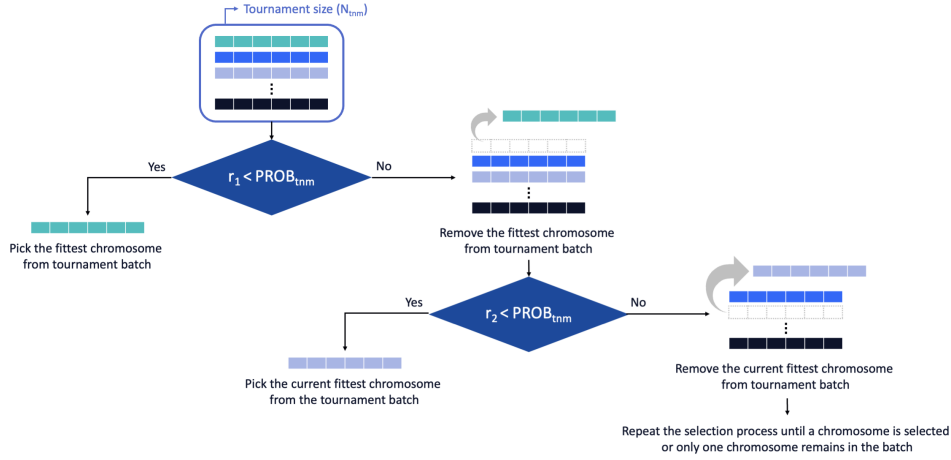 Tournament size (Nₜₙₘ)
Yes
r₁ < PROBₜₙₘ
No
Pick the fittest chromosome
from tournament batch
Remove the fittest chromosome
from tournament batch
Yes
r₂ < PROBₜₙₘ
No
Pick the current fittest chromosome
from the tournament batch
Remove the current fittest chromosome
from tournament batch
Repeat the selection process until a chromosome is selected
or only one chromosome remains in the batch